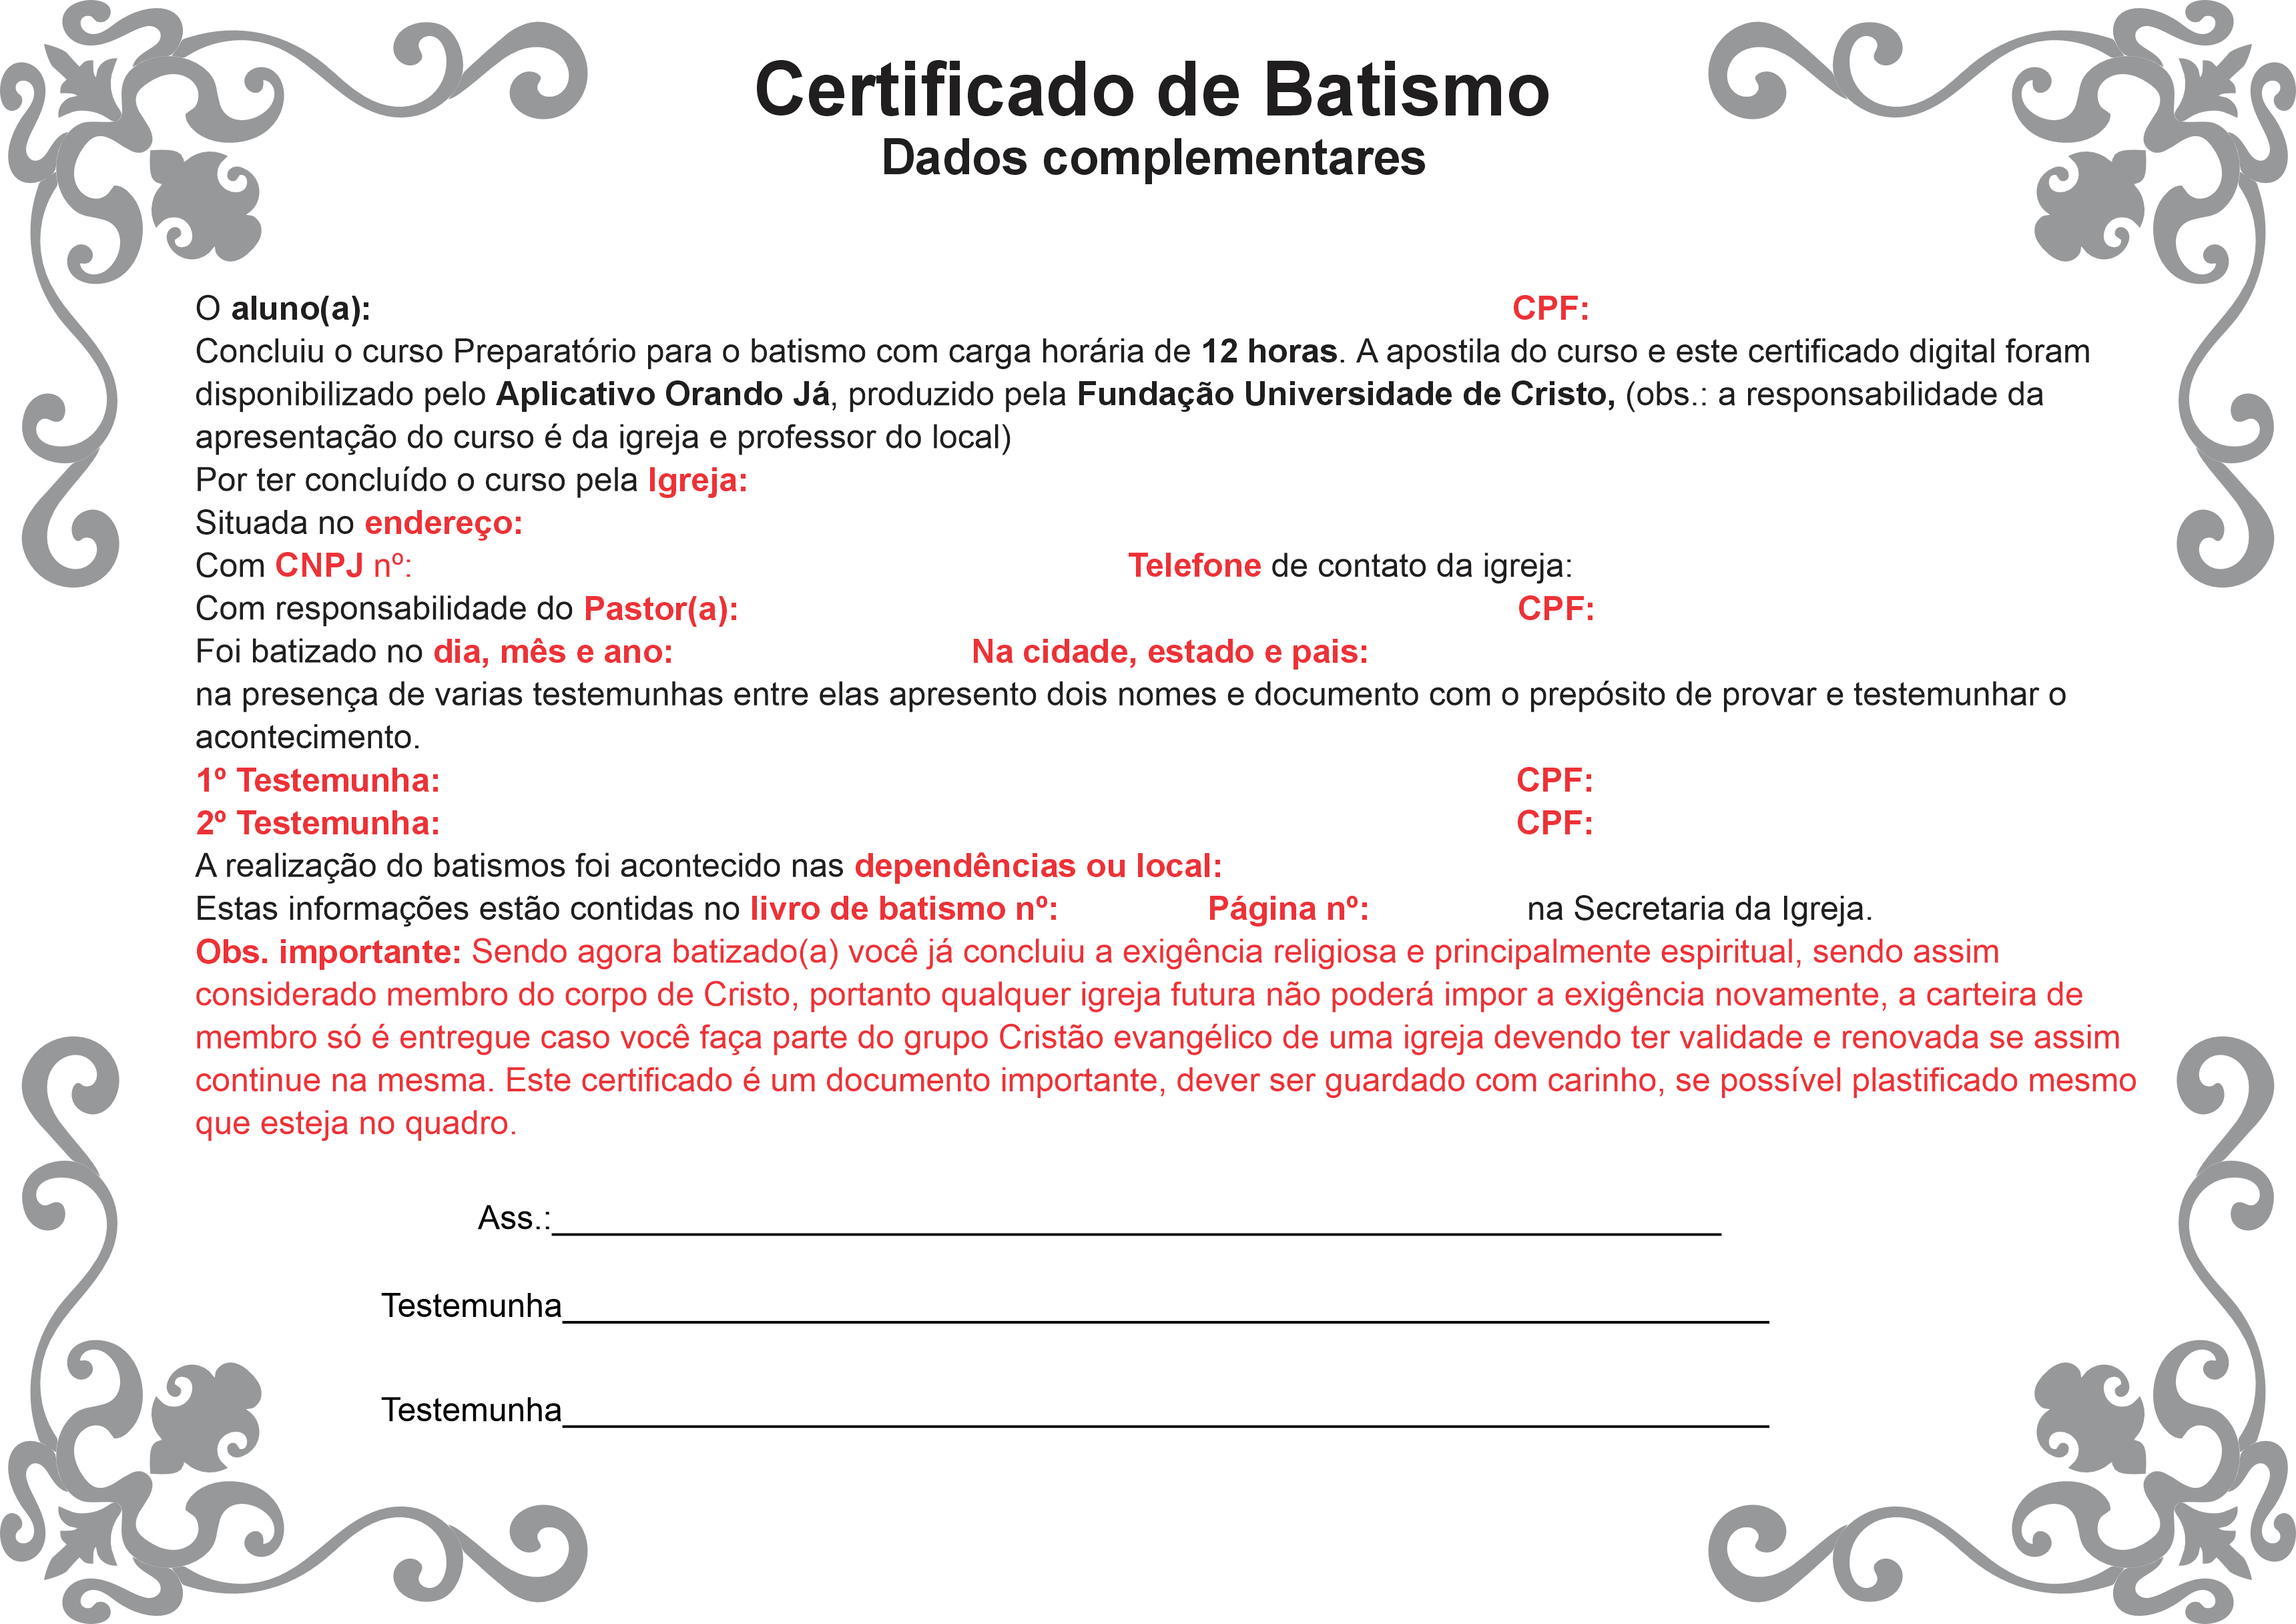 Certificado de Batismo
Dados complementares
O aluno(a): CPF:
Concluiu o curso Preparatório para o batismo com carga horária de 12 horas. A apostila do curso e este certificado digital foram
disponibilizado pelo Aplicativo Orando Já, produzido pela Fundação Universidade de Cristo, (obs.: a responsabilidade da
apresentação do curso é da igreja e professor do local)
Por ter concluído o curso pela Igreja:
Situada no endereço:
Com CNPJ nº: Telefone de contato da igreja:
Com responsabilidade do Pastor(a): CPF:
Foi batizado no dia, mês e ano: Na cidade, estado e pais:
na presença de varias testemunhas entre elas apresento dois nomes e documento com o prepósito de provar e testemunhar o
acontecimento.
1º Testemunha: CPF:
2º Testemunha: CPF:
A realização do batismos foi acontecido nas dependências ou local:
Estas informações estão contidas no livro de batismo nº: Página nº: na Secretaria da Igreja.
Obs. importante: Sendo agora batizado(a) você já concluiu a exigência religiosa e principalmente espiritual, sendo assim
considerado membro do corpo de Cristo, portanto qualquer igreja futura não poderá impor a exigência novamente, a carteira de
membro só é entregue caso você faça parte do grupo Cristão evangélico de uma igreja devendo ter validade e renovada se assim
continue na mesma. Este certificado é um documento importante, dever ser guardado com carinho, se possível plastificado mesmo
que esteja no quadro.
Ass.:
Testemunha
Testemunha